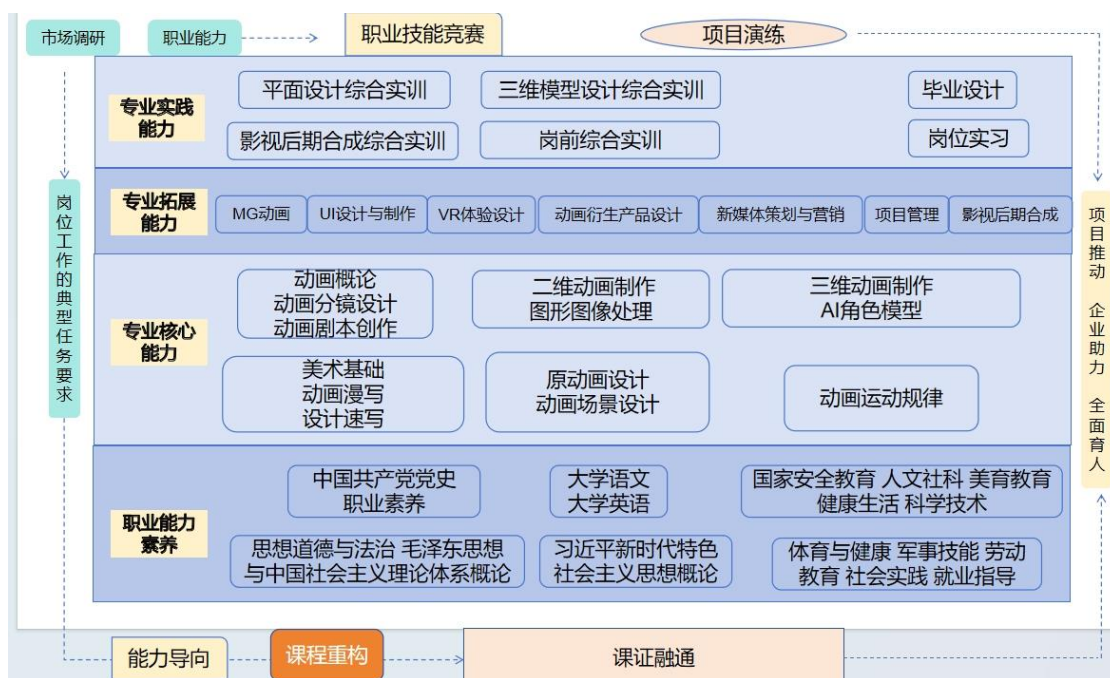 市场调研
职业能力
职业技能竞赛
项目演练
专业实践
能力
平面设计综合实训
三维模型设计综合实训
毕业设计
影视后期合成综合实训
岗前综合实训
岗位实习
专业拓展
能力
MG动画
UI设计与制作
VR体验设计
动画衍生产品设计
新媒体策划与营销
项目管理
影视后期合成
专业核心
能力
动画概论
动画分镜设计
动画剧本创作
二维动画制作
图形图像处理
三维动画制作
AI角色模型
美术基础
动画漫写
设计速写
原动画设计
动画场景设计
动画运动规律
职业能力
素养
中国共产党党史
职业素养
大学语文
大学英语
国家安全教育 人文社科 美育教育
健康生活 科学技术
思想道德与法治 毛泽东思想
与中国社会主义理论体系概论
习近平新时代特色
社会主义思想概论
体育与健康 军事技能 劳动
教育 社会实践 就业指导
岗位工作的典型任务要求
项目推动 企业助力 全面育人
能力导向
课程重构
课证融通